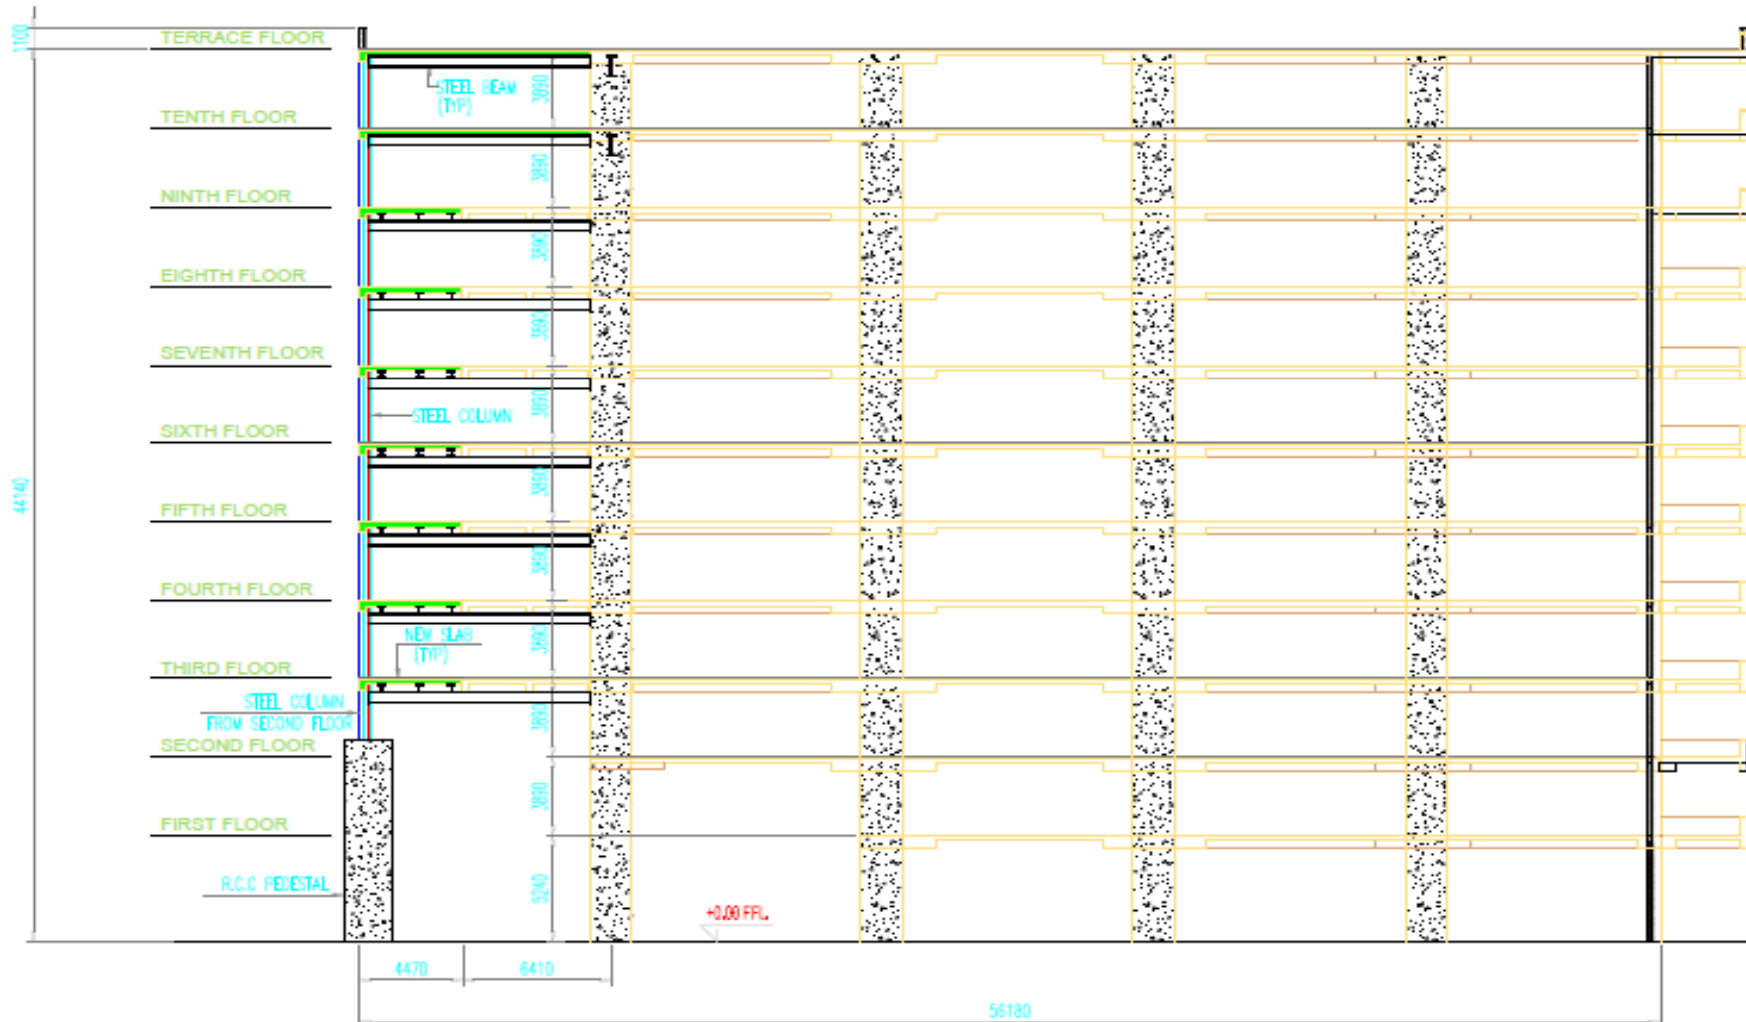 1100
TERRACE FLOOR
STEEL BEAM
(TYP)
3890
TENTH FLOOR
3890
NINTH FLOOR
3890
EIGHTH FLOOR
3890
SEVENTH FLOOR
STEEL COLUMN
3890
SIXTH FLOOR
3890
44140
FIFTH FLOOR
3890
FOURTH FLOOR
NEW SLAB
(TYP)
3890
THIRD FLOOR
STEEL COLUMN
FROM SECOND FLOOR
3890
SECOND FLOOR
3890
FIRST FLOOR
R.C.C PEDESTAL
5240
+0.00 FFL.
4470
6410
56180